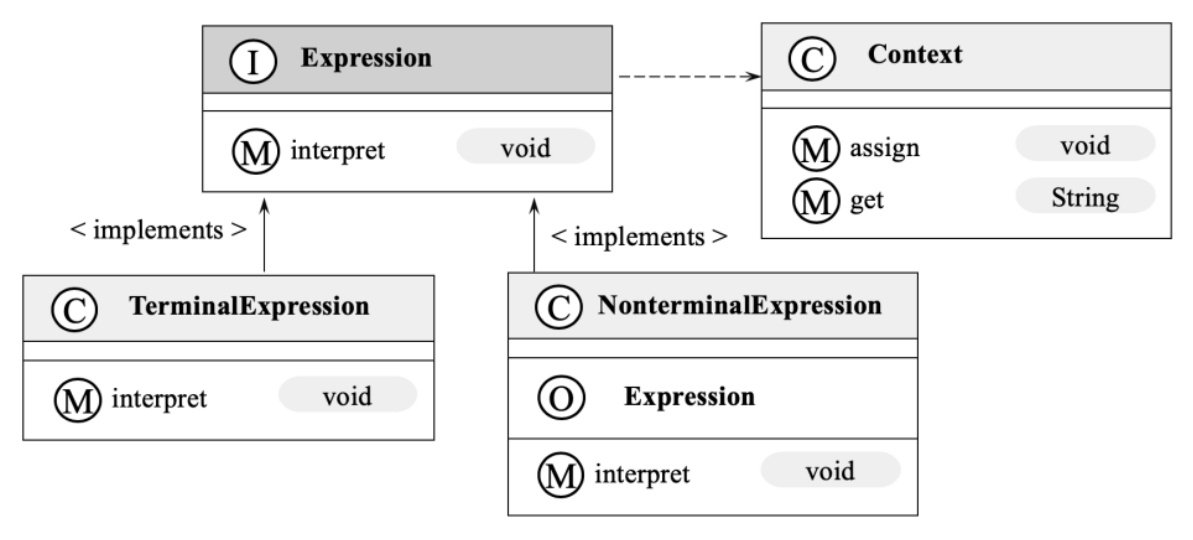 I Expression
M interpret void
C Context
M assign void
M get String
< implements >
< implements >
C TerminalExpression
M interpret void
C NonterminalExpression
O Expression
M interpret void